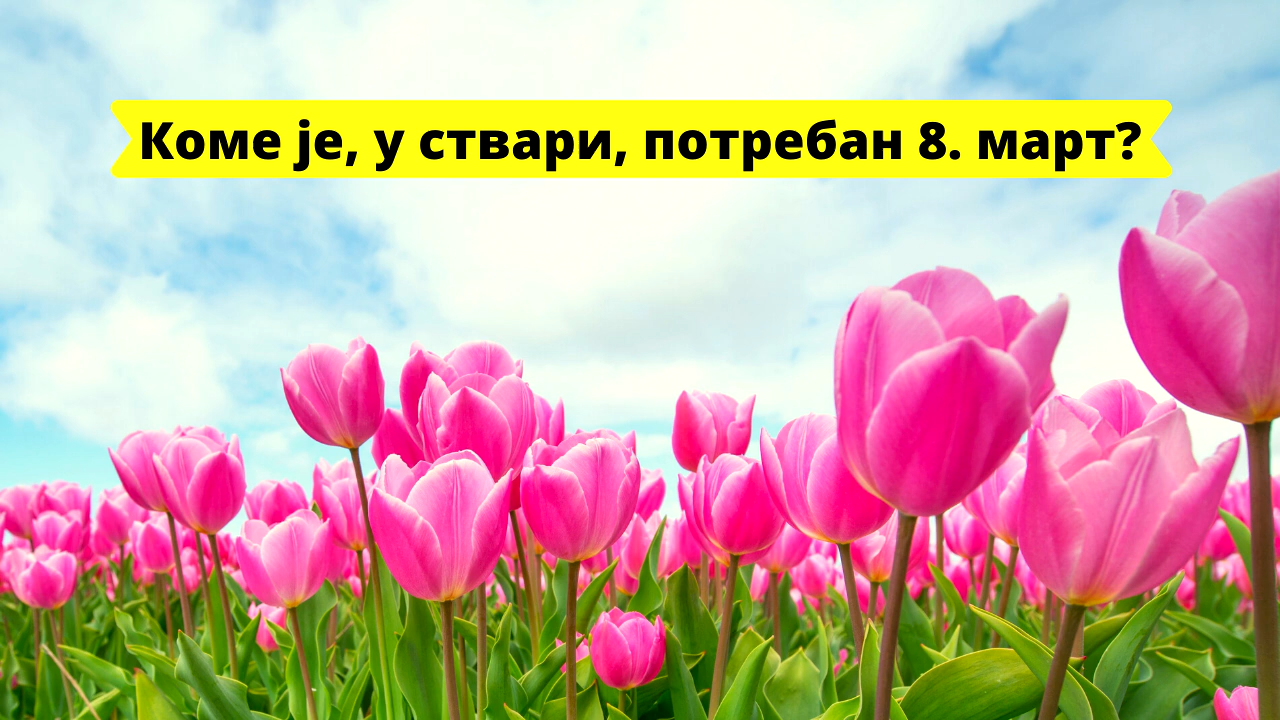 Коме је, у ствари, потребан 8. март?